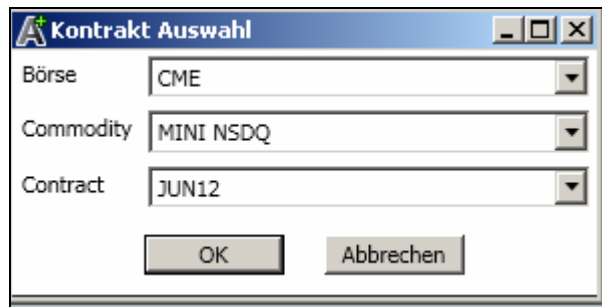 Kontrakt Auswahl
Börse CME
Commodity MINI NSDQ
Contract JUN12
OK Abbrechen